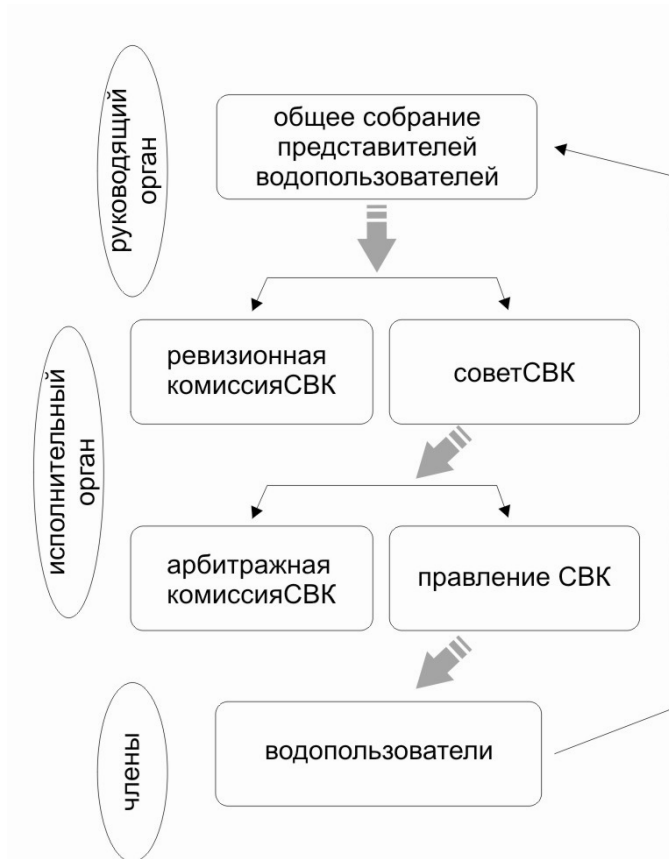 руководящий
орган
общее собрание
представителей
водопользователей
исполнительный
орган
ревизионная
комиссияСВК
советСВК
арбитражная
комиссияСВК
правление СВК
члены
водопользователи